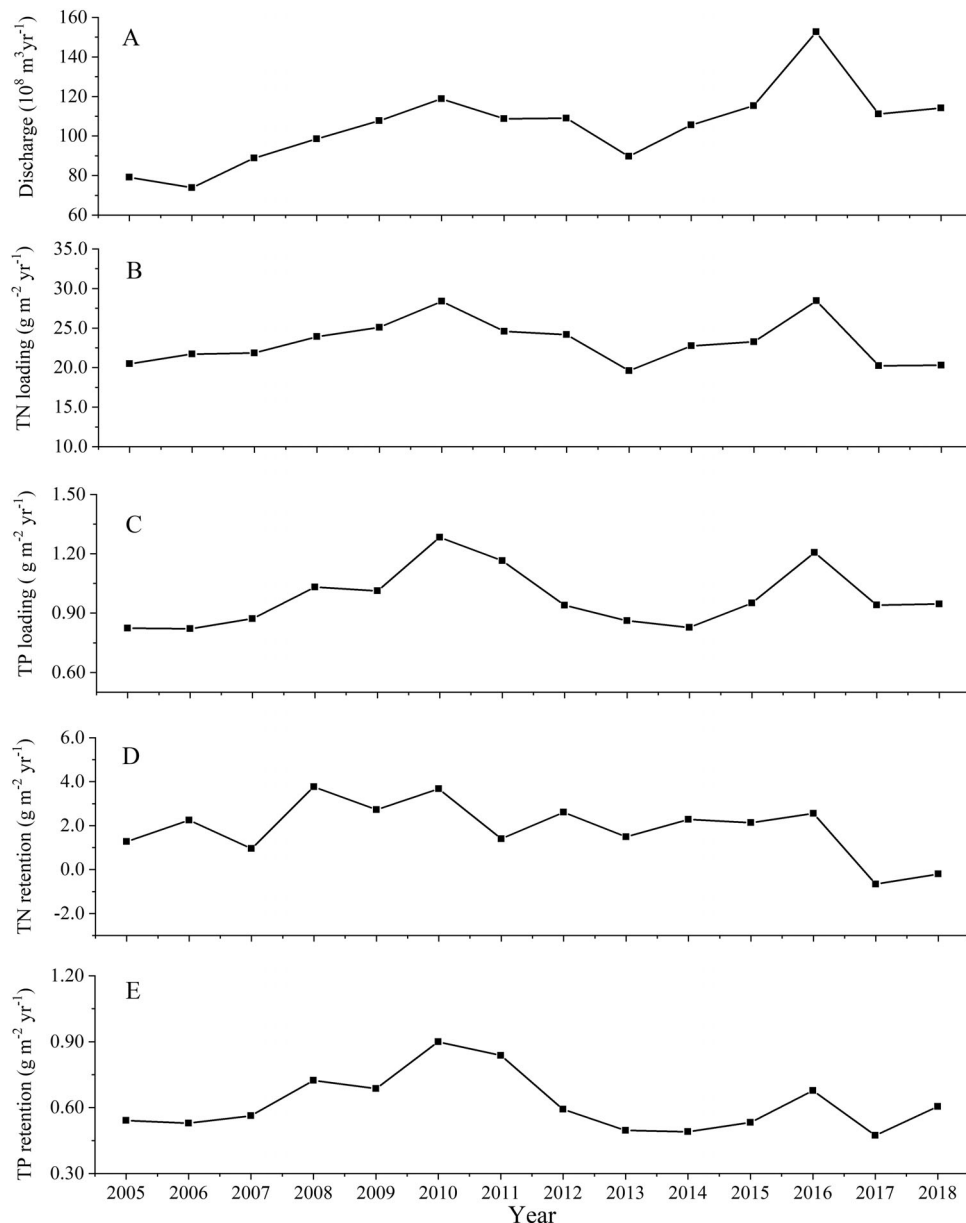 A
Discharge (10⁸ m³yr⁻¹)
160
140
120
100
80
60
B
TN loading (g m⁻² yr⁻¹)
35.0
30.0
25.0
20.0
15.0
10.0
C
TP loading ( g m⁻² yr⁻¹)
1.50
1.20
0.90
0.60
D
TN retention (g m⁻² yr⁻¹)
6.0
4.0
2.0
0.0
-2.0
E
TP retention (g m⁻² yr⁻¹)
1.20
0.90
0.60
0.30
2005 2006 2007 2008 2009 2010 2011 2012 2013 2014 2015 2016 2017 2018
Year